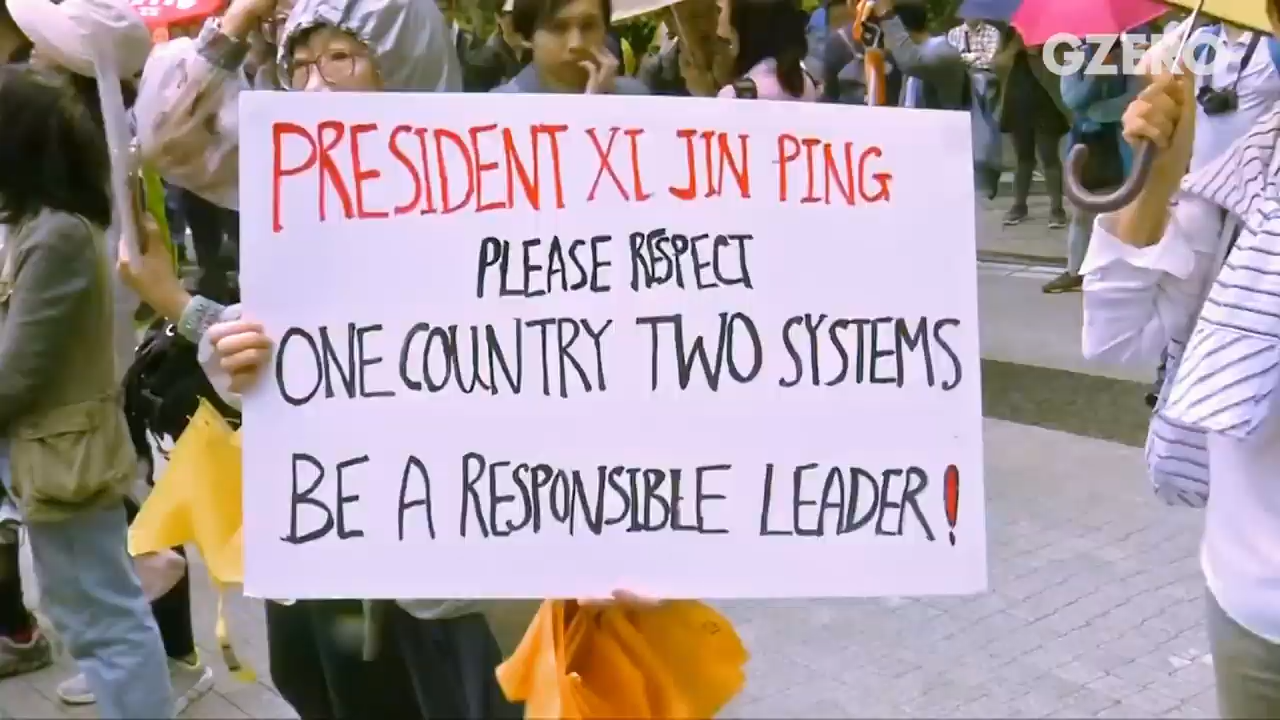 GZERO
PRESIDENT XI JIN PING
PLEASE RESPECT
ONE COUNTRY TWO SYSTEMS
BE A RESPONSIBLE LEADER!